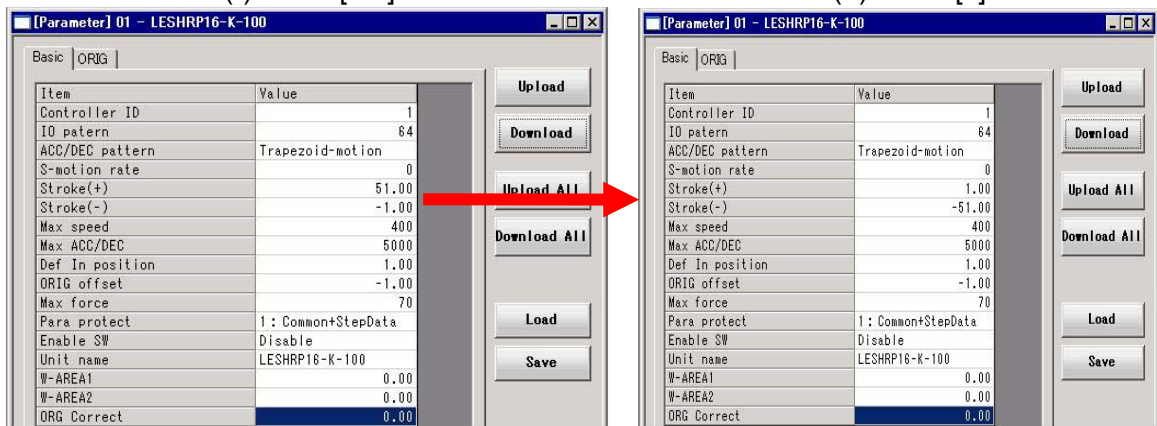 [Parameter] 01 - LESHRP16-K-100
Basic ORIG
Item Value
Controller ID 1
IO patern 64
ACC/DEC pattern Trapezoid-motion
S-motion rate 0
Stroke(+) 51.00
Stroke(-) -1.00
Max speed 400
Max ACC/DEC 5000
Def In position 1.00
ORIG offset -1.00
Max force 70
Para protect 1: Common+StepData
Enable SW Disable
Unit name LESHRP16-K-100
W-AREA1 0.00
W-AREA2 0.00
ORG Correct 0.00
Upload
Download
Upload All
Download All
Load
Save
[Parameter] 01 - LESHRP16-K-100
Basic ORIG
Item Value
Controller ID 1
IO patern 64
ACC/DEC pattern Trapezoid-motion
S-motion rate 0
Stroke(+) 1.00
Stroke(-) -51.00
Max speed 400
Max ACC/DEC 5000
Def In position 1.00
ORIG offset -1.00
Max force 70
Para protect 1: Common+StepData
Enable SW Disable
Unit name LESHRP16-K-100
W-AREA1 0.00
W-AREA2 0.00
ORG Correct 0.00
Upload
Download
Upload All
Download All
Load
Save